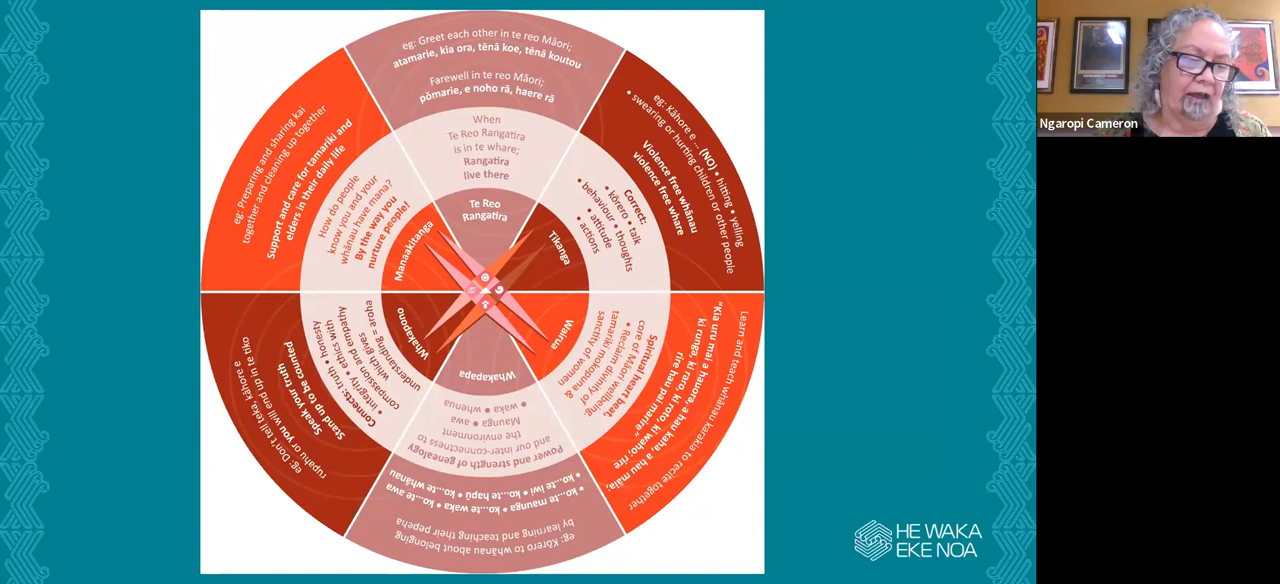 eg: Greet each other in te reo Māori;
atamarie, kia ora, tēnā koe, tēnā koutou
Farewell in te reo Māori;
pōmarie, e noho rā, haere rā
When
Te Reo Rangatira
is in te whare;
Rangatira
live there
Te Reo
Rangatira
eg: Kāhore e ... (NO) • hitting • yelling
• swearing or hurting children or other people
Violence free whānau
violence free whare
Correct:
• kōrero • talk
• behaviour • thoughts
• attitude
• actions
Tikanga
Learn and teach whānau karakia to recite together
"Kia uru mai a hauora, a hau kaha, a hau māia;
ki runga, ki raro, ki roto, ki waho; rire
rire hau pai marire"
Spiritual heart beat,
core of Māori wellbeing.
• Reclaim divinity of
tamariki mokopuna &
sanctity of women
Wairua
Whakapapa
Power and strength of genealogy
and our inter-connectness to
the environment
Maunga • awa
• waka • whenua
• ko...te maunga • ko...te waka • ko...te awa
• ko...te iwi • ko...te hapū • ko...te whānau
eg: Kōrero to whānau about belonging
by learning and teaching their pepeha
Whakapono
Connects: truth • honesty
• integrity • ethics with
compassion and empathy
which gives
understanding = aroha
Stand up to be counted
Speak your truth
eg: Don't tell teka, kāhore e
rupehu or you will end up in te tiko
Manaakitanga
How do people
know you and your
whānau have mana?
By the way you
nurture people!
eg: Preparing and sharing kai
together and cleaning up together
Support and care for tamariki and
elders in their daily life
HE WAKA
EKE NOA
Ngaropi Cameron